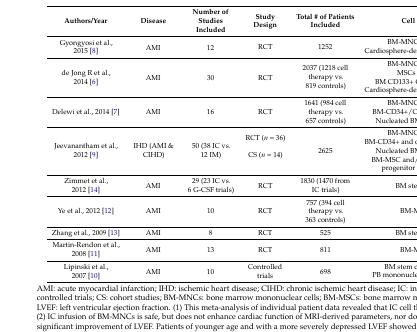 Authors/Year Disease Number of Studies Included Study Design Total # of Patients Included Cell
Gyongyosi et al., 2015 [8] AMI 12 RCT 1252 BM-MNC Cardiosphere-de
de Jong R et al., 2014 [6] AMI 30 RCT 2037 (1218 cell therapy vs. 819 controls) BM-MNC MSCs BM CD133+ Cardiosphere-de
Delewi et al., 2014 [7] AMI 16 RCT 1641 (984 cell therapy vs. 657 controls) BM-MNC BM-CD34+/C Nucleated BM
Jeevanantham et al., 2012 [9] IHD (AMI & CIHD) 50 (38 IC vs. 12 IM) RCT (n = 36) CS (n = 14) 2625 BM-MNC BM-CD34+ and Nucleated BM BM-MSC and/ progenitor
Zimmet et al., 2012 [14] AMI 29 (23 IC vs. 6 G-CSF trials) RCT 1830 (1470 from IC trials) BM ste
Ye et al., 2012 [12] AMI 10 RCT 757 (394 cell therapy vs. 363 controls) BM-M
Zhang et al., 2009 [13] AMI 8 RCT 525 BM ste
Martin-Rendon et al., 2008 [11] AMI 13 RCT 811 BM-M
Lipinski et al., 2007 [10] AMI 10 Controlled trials 698 BM stem PB mononucle
AMI: acute myocardial infarction; IHD: ischemic heart disease; CIHD: chronic ischemic heart disease; IC: in
controlled trials; CS: cohort studies; BM-MNCs: bone marrow mononuclear cells; BM-MSCs: bone marrow
LVEF: left ventricular ejection fraction. (1) This meta-analysis of individual patient data revealed that IC cell
(2) IC infusion of BM-MNCs is safe, but does not enhance cardiac function of MRI-derived parameters, nor
significant improvement of LVEF. Patients of younger age and with a more severely depressed LVEF